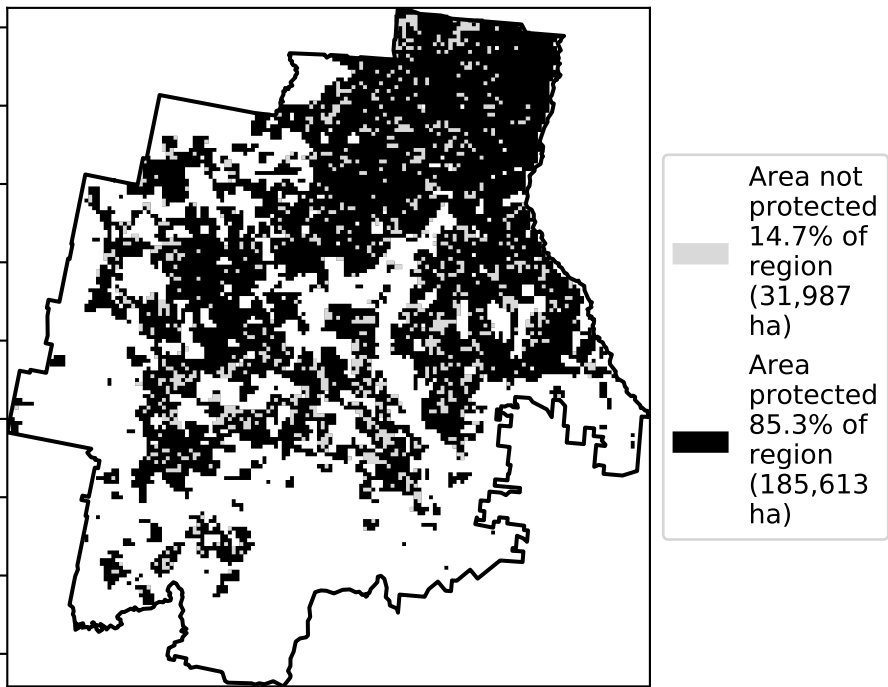 Area not
protected
14.7% of
region
(31,987
ha)
Area
protected
85.3% of
region
(185,613
ha)